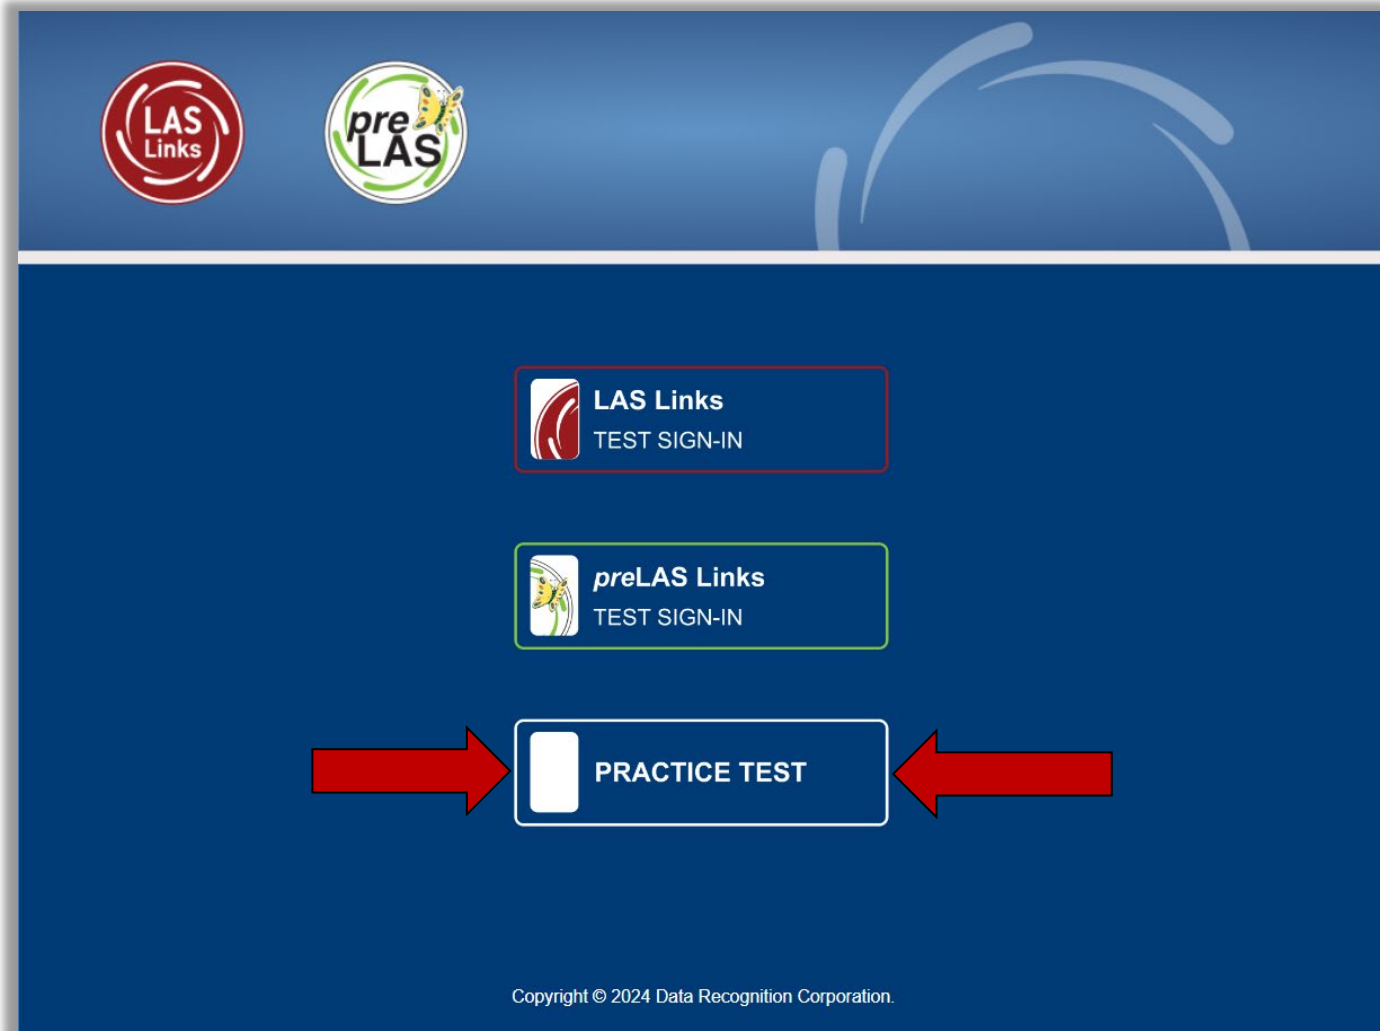 LAS
Links
pre
LAS
LAS Links
TEST SIGN-IN
preLAS Links
TEST SIGN-IN
PRACTICE TEST
Copyright © 2024 Data Recognition Corporation.